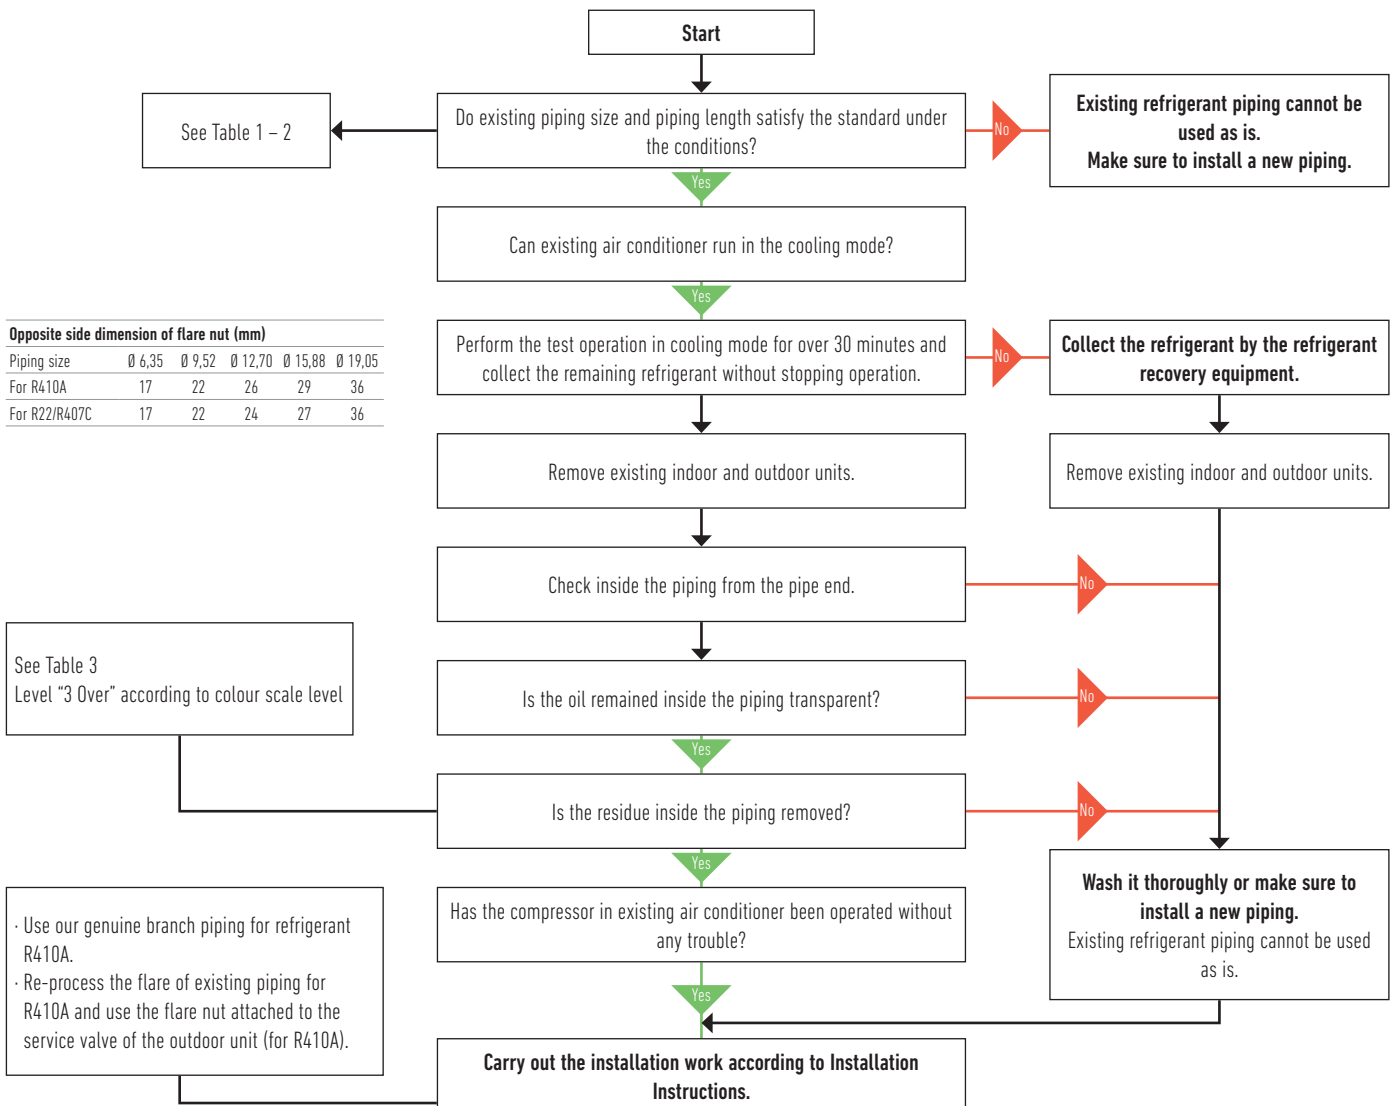 Start
See Table 1 – 2
Do existing piping size and piping length satisfy the standard under
the conditions?
No
Existing refrigerant piping cannot be
used as is.
Make sure to install a new piping.
Yes
Can existing air conditioner run in the cooling mode?
Yes
Opposite side dimension of flare nut (mm)
Piping size Ø 6,35 Ø 9,52 Ø 12,70 Ø 15,88 Ø 19,05
For R410A 17 22 26 29 36
For R22/R407C 17 22 24 27 36
Perform the test operation in cooling mode for over 30 minutes and
collect the remaining refrigerant without stopping operation.
No
Collect the refrigerant by the refrigerant
recovery equipment.
Remove existing indoor and outdoor units.
Remove existing indoor and outdoor units.
Check inside the piping from the pipe end.
No
See Table 3
Level “3 Over” according to colour scale level
Is the oil remained inside the piping transparent?
No
Yes
Is the residue inside the piping removed?
No
Yes
Wash it thoroughly or make sure to
install a new piping.
Existing refrigerant piping cannot be used
as is.
Has the compressor in existing air conditioner been operated without
any trouble?
Yes
· Use our genuine branch piping for refrigerant
R410A.
· Re-process the flare of existing piping for
R410A and use the flare nut attached to the
service valve of the outdoor unit (for R410A).
Carry out the installation work according to Installation
Instructions.